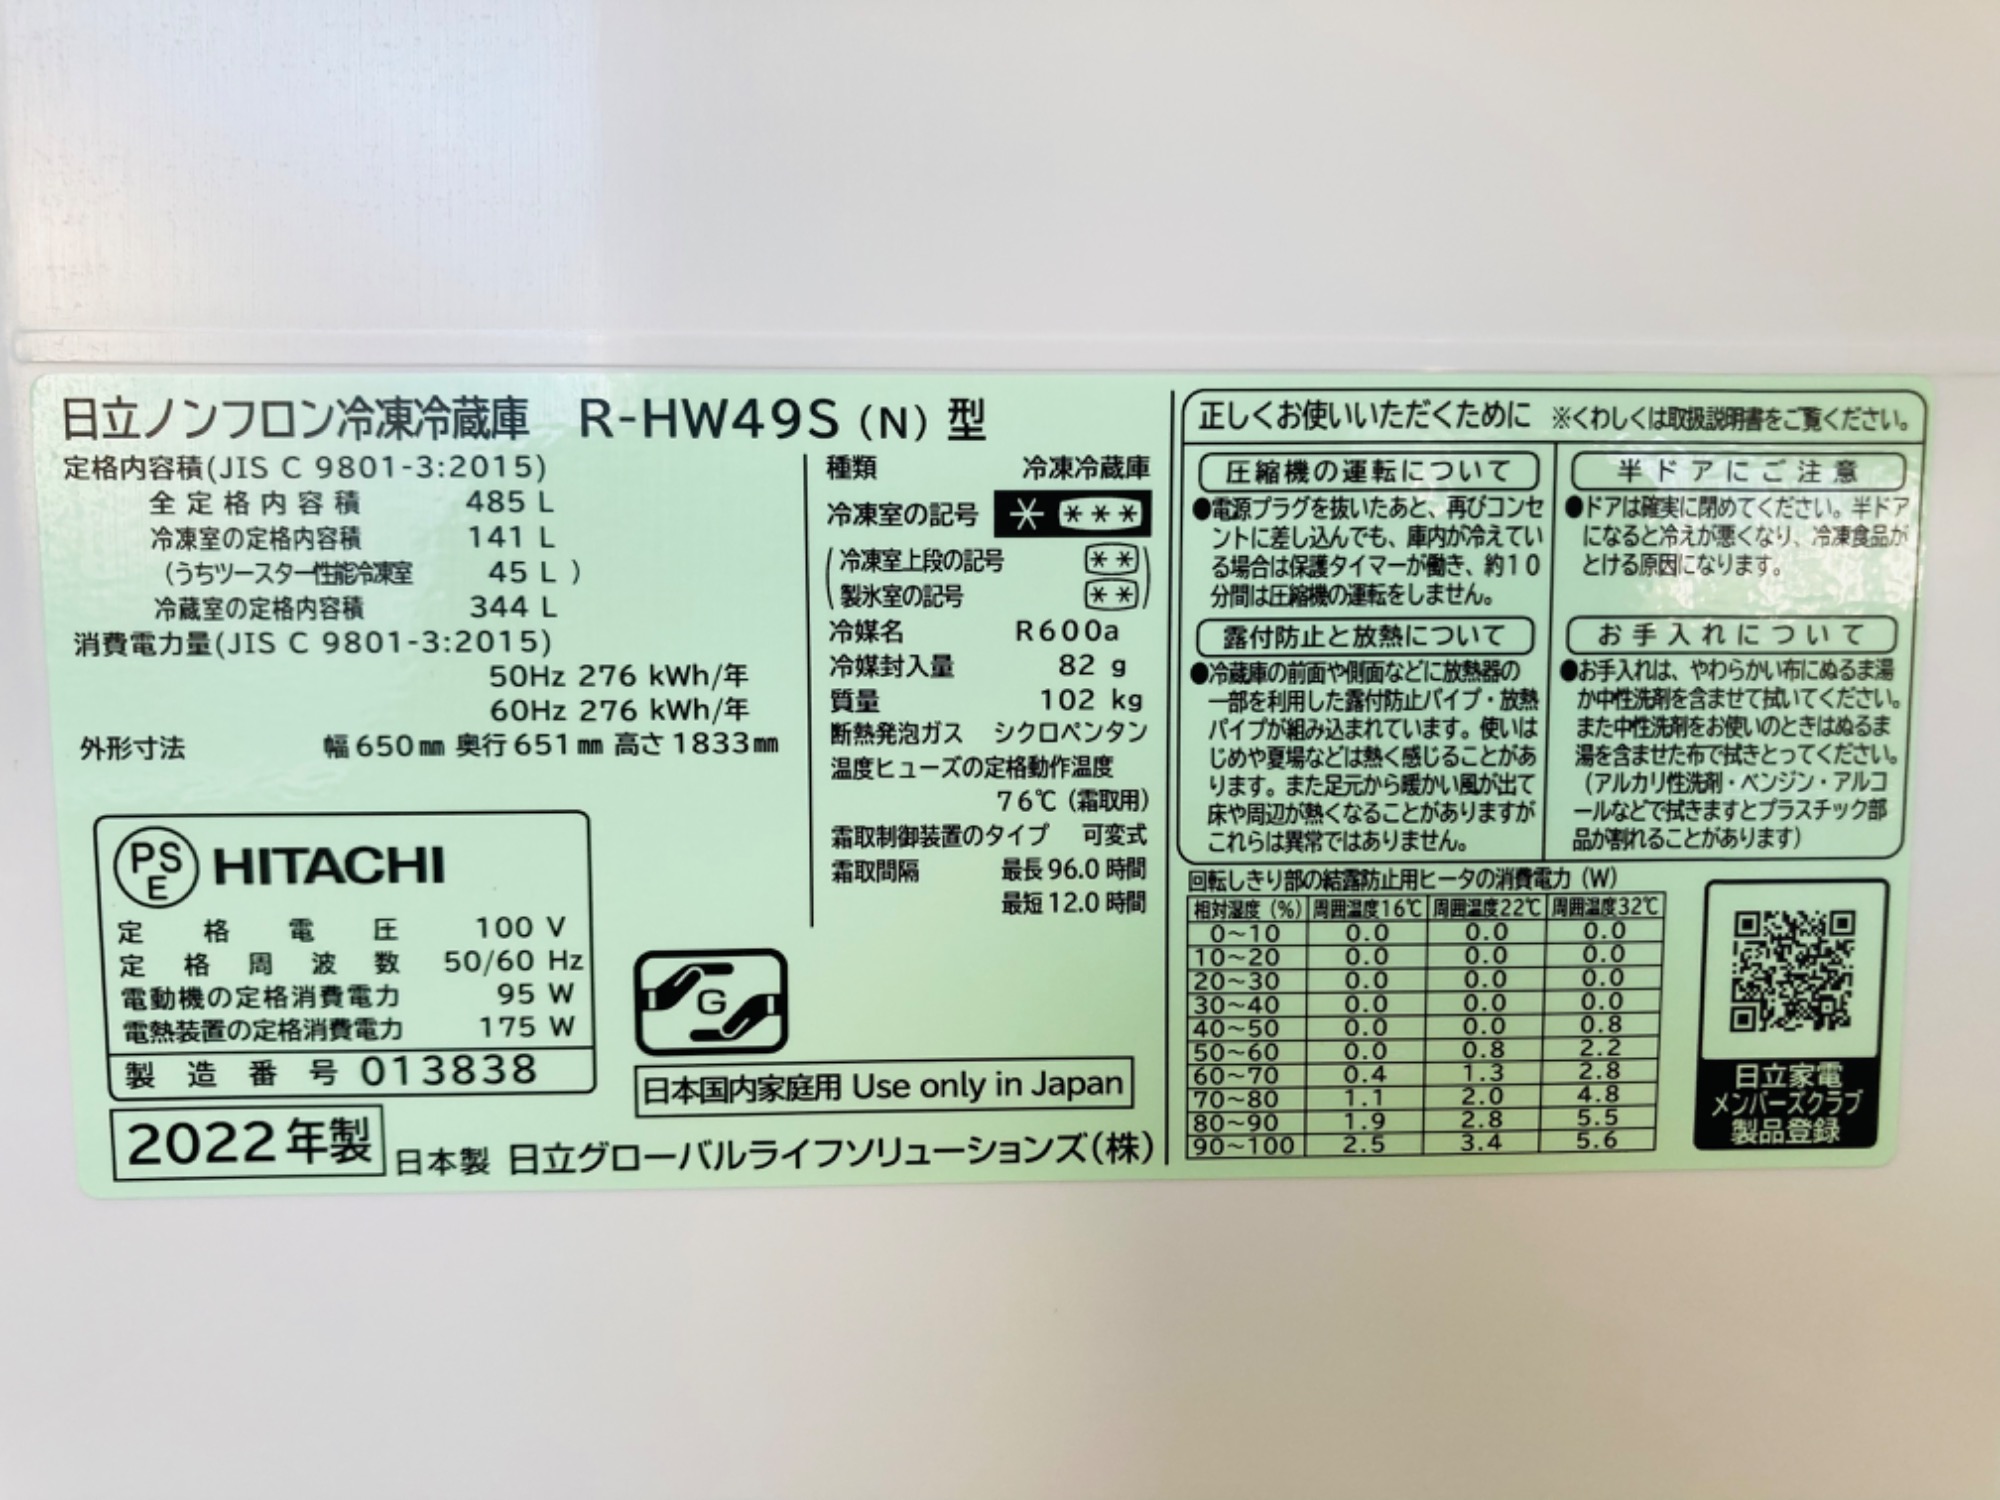 日立ノンフロン冷凍冷蔵庫 R-HW49S (N) 型
定格内容積(JIS C 9801-3:2015)
全定格内容積 485 L
冷凍室の定格内容積 141 L
(うちツースター性能冷凍室 45 L )
冷蔵室の定格内容積 344 L
消費電力量(JIS C 9801-3:2015)
50Hz 276 kWh/年
60Hz 276 kWh/年
外形寸法 幅650㎜ 奥行651㎜ 高さ1833㎜
PS
E
HITACHI
定格電圧 100 V
定格周波数 50/60 Hz
電動機の定格消費電力 95 W
電熱装置の定格消費電力 175 W
製造番号 013838
2022年製
日本製 日立グローバルライフソリューションズ(株)
種類 冷凍冷蔵庫
冷凍室の記号 * ***
(冷凍室上段の記号 **)
(製氷室の記号 **)
冷媒名 R600a
冷媒封入量 82 g
質量 102 kg
断熱発泡ガス シクロペンタン
温度ヒューズの定格動作温度
76℃ (霜取用)
霜取制御装置のタイプ 可変式
霜取間隔 最長96.0時間
最短12.0時間
G
日本国内家庭用 Use only in Japan
正しくお使いいただくために ※くわしくは取扱説明書をご覧ください。
圧縮機の運転について
●電源プラグを抜いたあと、再びコンセ
ントに差し込んでも、庫内が冷えてい
る場合は保護タイマーが働き、約10
分間は圧縮機の運転をしません。
露付防止と放熱について
●冷蔵庫の前面や側面などに放熱器の
一部を利用した露付防止パイプ・放熱
パイプが組み込まれています。使いは
じめや夏場などは熱く感じることがあ
ります。また足元から暖かい風が出て
床や周辺が熱くなることがありますが
これらは異常ではありません。
半ドアにご注意
●ドアは確実に閉めてください。半ドア
になると冷えが悪くなり、冷凍食品が
とける原因になります。
お手入れについて
●お手入れは、やわらかい布にぬるま湯
か中性洗剤を含ませて拭いてください。
また中性洗剤をお使いのときはぬるま
湯を含ませた布で拭きとってください。
(アルカリ性洗剤・ベンジン・アルコ
ールなどで拭きますとプラスチック部
品が割れることがあります)
回転しきり部の結露防止用ヒータの消費電力 (W)
相対湿度 (%) 周囲温度16℃ 周囲温度22℃ 周囲温度32℃
0~10 0.0 0.0 0.0
10~20 0.0 0.0 0.0
20~30 0.0 0.0 0.0
30~40 0.0 0.0 0.0
40~50 0.0 0.0 0.8
50~60 0.0 0.8 2.2
60~70 0.4 1.3 2.8
70~80 1.1 2.0 4.8
80~90 1.9 2.8 5.5
90~100 2.5 3.4 5.6
日立家電
メンバーズクラブ
製品登録